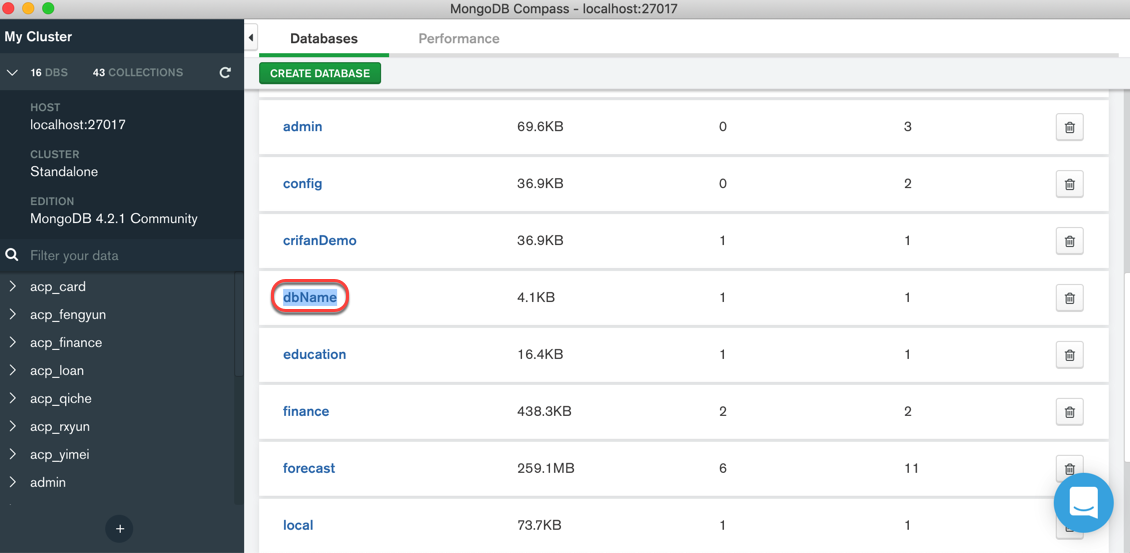 MongoDB Compass - localhost:27017
My Cluster
16 DBS 43 COLLECTIONS
HOST
localhost:27017
CLUSTER
Standalone
EDITION
MongoDB 4.2.1 Community
Filter your data
acp_card
acp_fengyun
acp_finance
acp_loan
acp_qiche
acp_rxyun
acp_yimei
admin
+
Databases Performance
CREATE DATABASE
admin 69.6KB 0 3
config 36.9KB 0 2
crifanDemo 36.9KB 1 1
dbName 4.1KB 1 1
education 16.4KB 1 1
finance 438.3KB 2 2
forecast 259.1MB 6 11
local 73.7KB 1 1